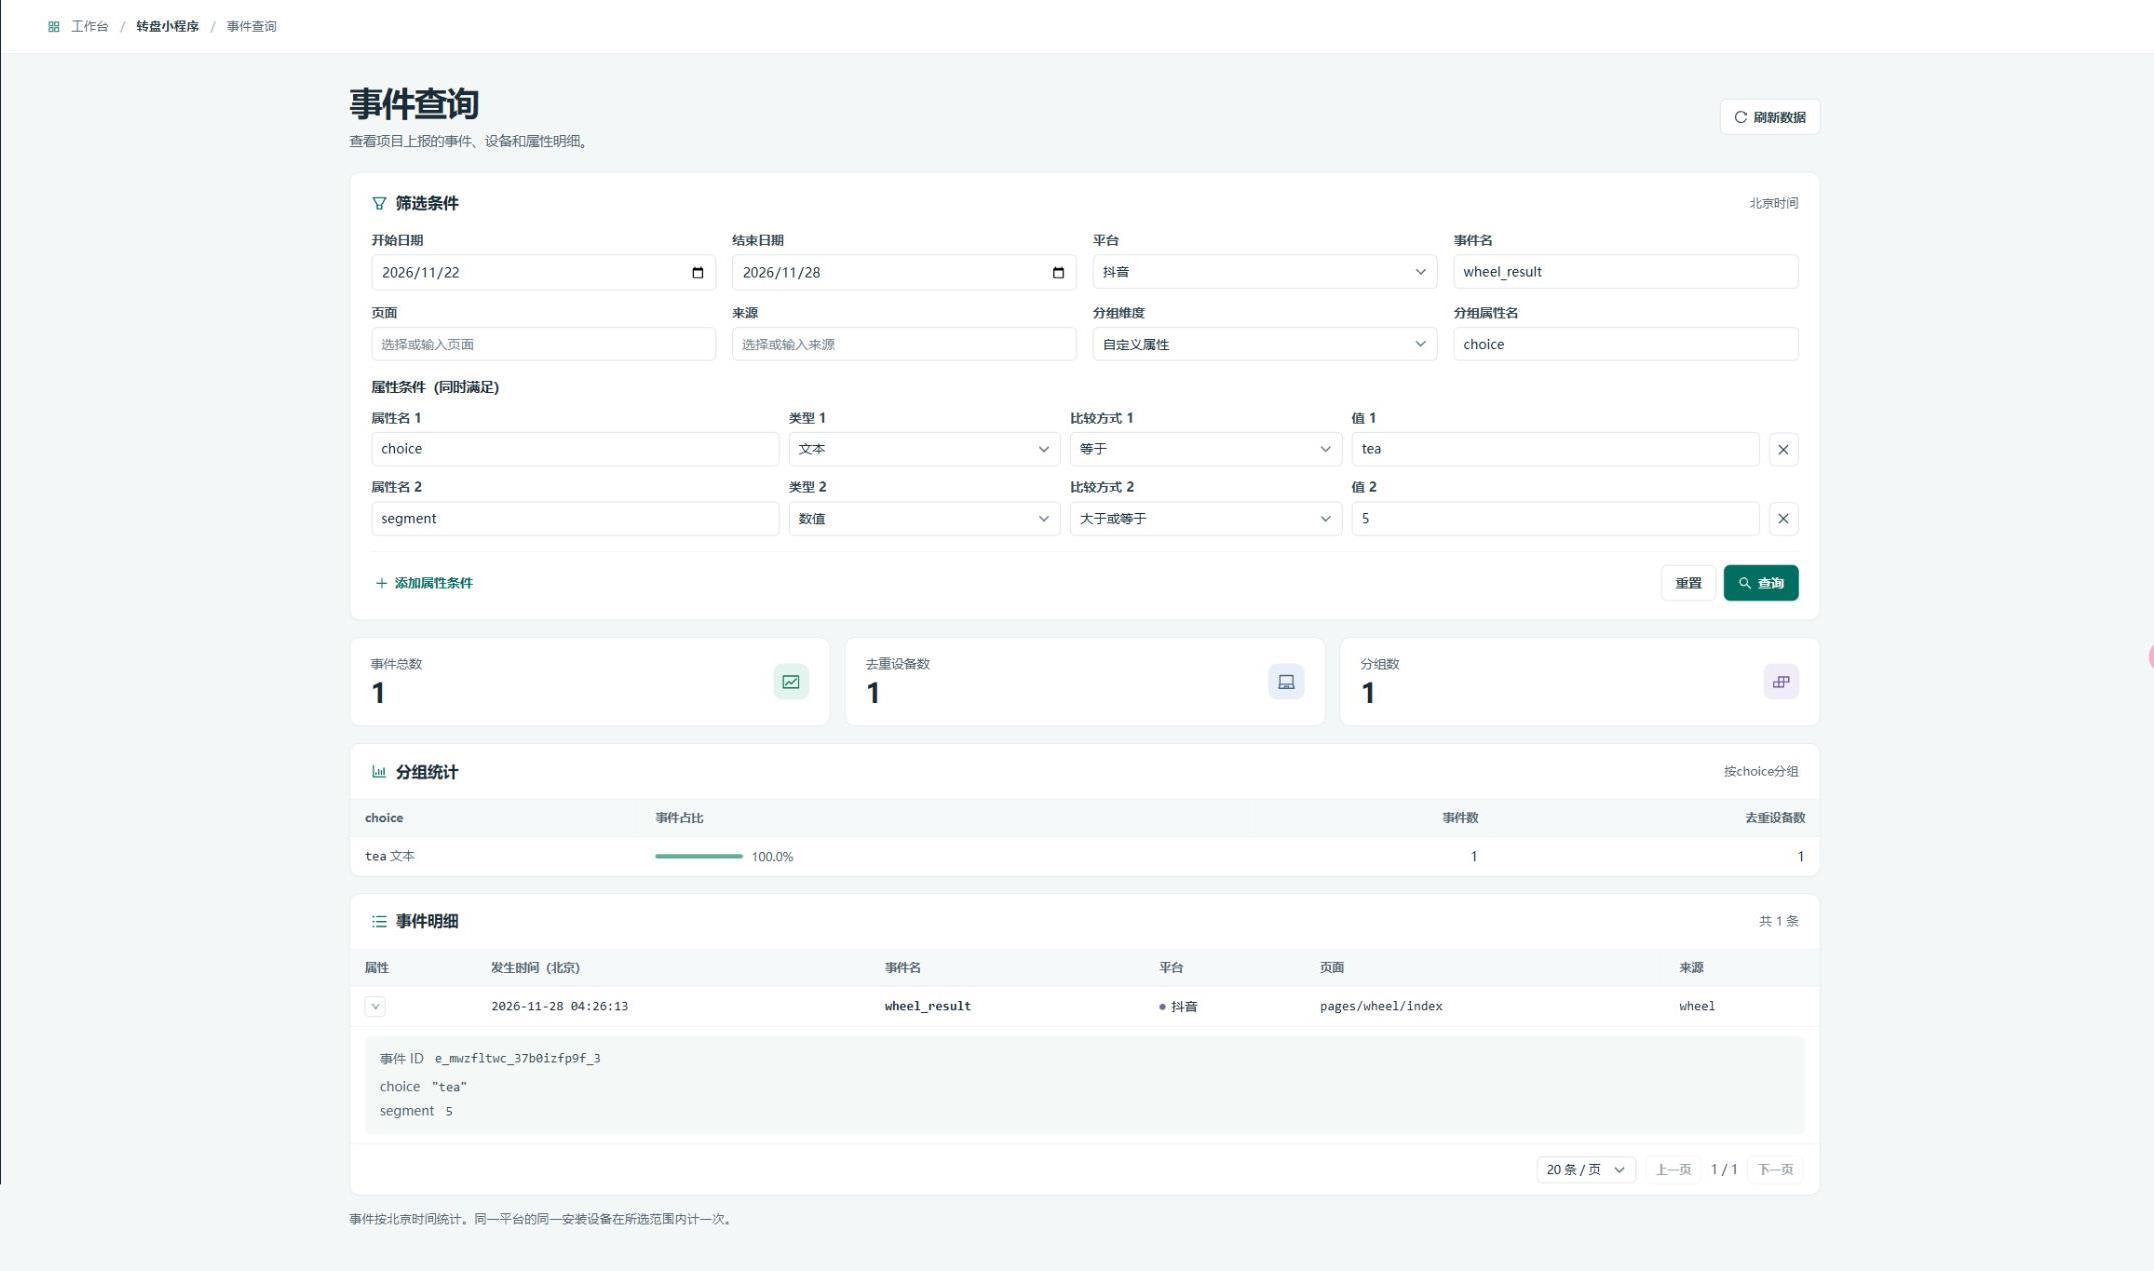 工作台 / 转盘小程序 / 事件查询
事件查询
查看项目上报的事件、设备和属性明细。
刷新数据
筛选条件
北京时间
开始日期 结束日期 平台 事件名
2026/11/22 2026/11/28 抖音 wheel_result
页面 来源 分组维度 分组属性名
选择或输入页面 选择或输入来源 自定义属性 choice
属性条件（同时满足）
属性名 1 类型 1 比较方式 1 值 1
choice 文本 等于 tea
属性名 2 类型 2 比较方式 2 值 2
segment 数值 大于或等于 5
添加属性条件
重置 查询
事件总数 去重设备数 分组数
1 1 1
分组统计
按choice分组
choice 事件占比 事件数 去重设备数
tea 文本 100.0% 1 1
事件明细
共 1 条
属性 发生时间（北京） 事件名 平台 页面 来源
2026-11-28 04:26:13 wheel_result 抖音 pages/wheel/index wheel
事件 ID e_mwzfltwc_37b0izfp9f_3
choice "tea"
segment 5
20 条 / 页 上一页 1 / 1 下一页
事件按北京时间统计。同一平台的同一安装设备在所选范围内计一次。